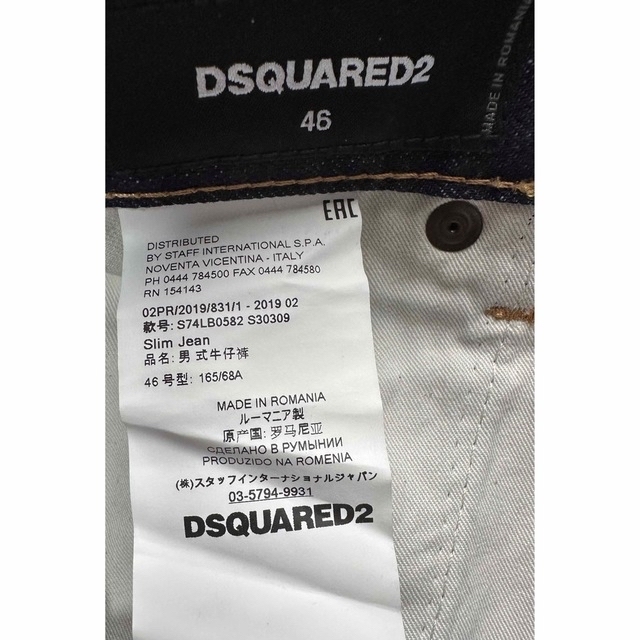 DSQUARED2
46
MADE IN ROMANIA
EAC
DISTRIBUTED
BY STAFF INTERNATIONAL S.P.A.
NOVENTA VICENTINA - ITALY
PH 0444 784500 FAX 0444 784580
RN 154143
02PR/2019/831/1 - 2019 02
款号: S74LB0582 S30309
Slim Jean
品名: 男式牛仔裤
46 号型: 165/68A
MADE IN ROMANIA
ルーマニア製
原产国: 罗马尼亚
СДЕЛАНО В РУМЫНИИ
PRODUZIDO NA ROMENIA
(株)スタッフインターナショナルジャパン
03-5794-9931
DSQUARED2